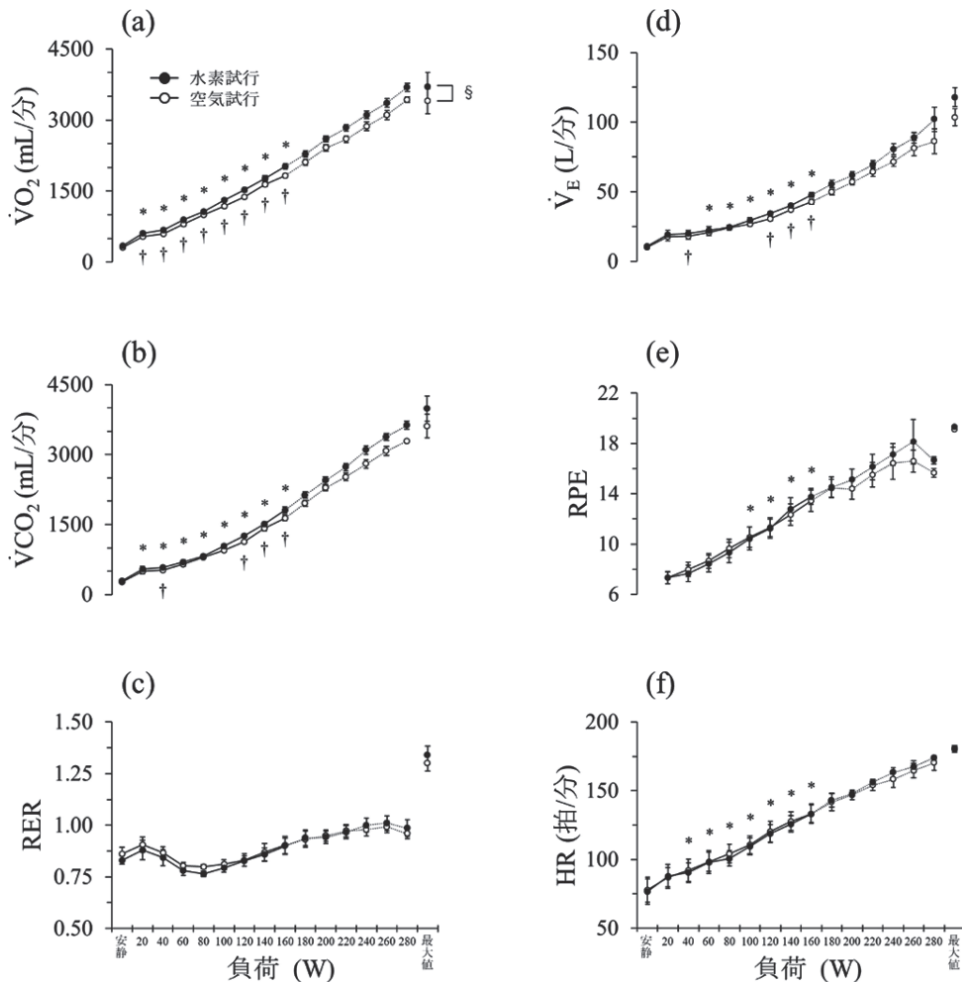 (a)
V̇O₂ (mL/分)
4500
3000
1500
0
水素試行
空気試行
* * * * * * * *
† † † † † † † †
§
(b)
V̇CO₂ (mL/分)
4500
3000
1500
0
* * * * * * * *
† † † †
(c)
RER
1.50
1.25
1.00
0.75
0.50
安静 20 40 60 80 100 120 140 160 180 200 220 240 260 280 最大値
負荷 (W)
(d)
V̇E (L/分)
150
100
50
0
* * * * * *
† † † †
(e)
RPE
22
18
14
10
6
* * * *
(f)
HR (拍/分)
200
150
100
50
* * * * * * *
安静 20 40 60 80 100 120 140 160 180 200 220 240 260 280 最大値
負荷 (W)